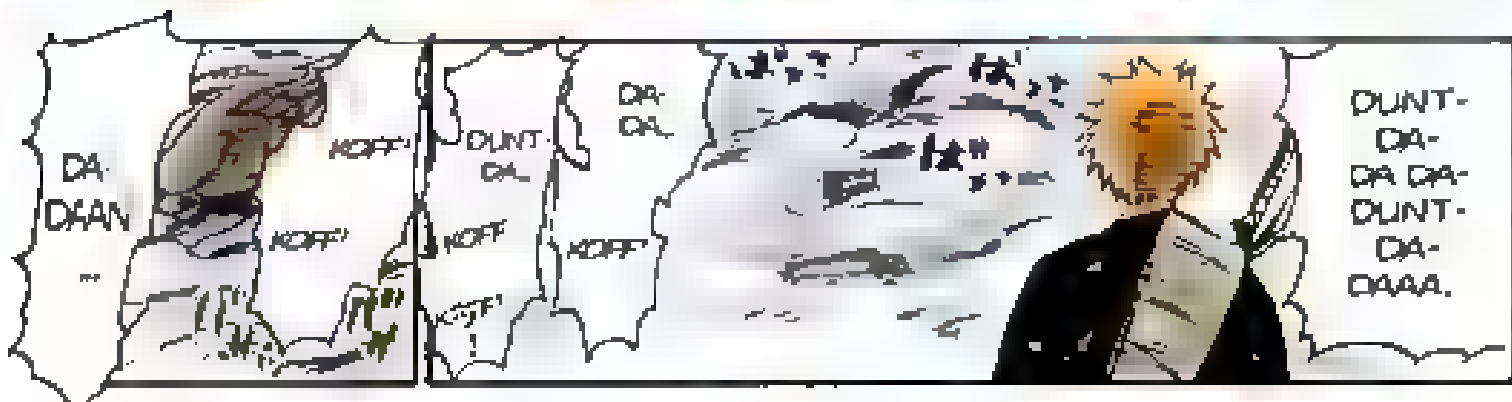 DUNT-
DA-
DA DA-
DUNT-
DA-
DAAA.
DA-
DA.
KOFF!
DUNT-
DA.
KOFF
KOFF!
KOFF!
KOFF!
DA-
DAAN
...